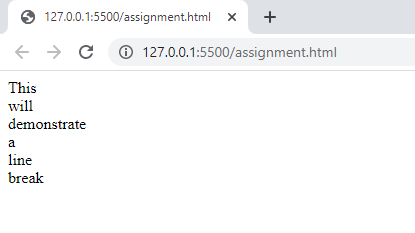 127.0.0.1:5500/assignment.html
127.0.0.1:5500/assignment.html
This
will
demonstrate
a
line
break